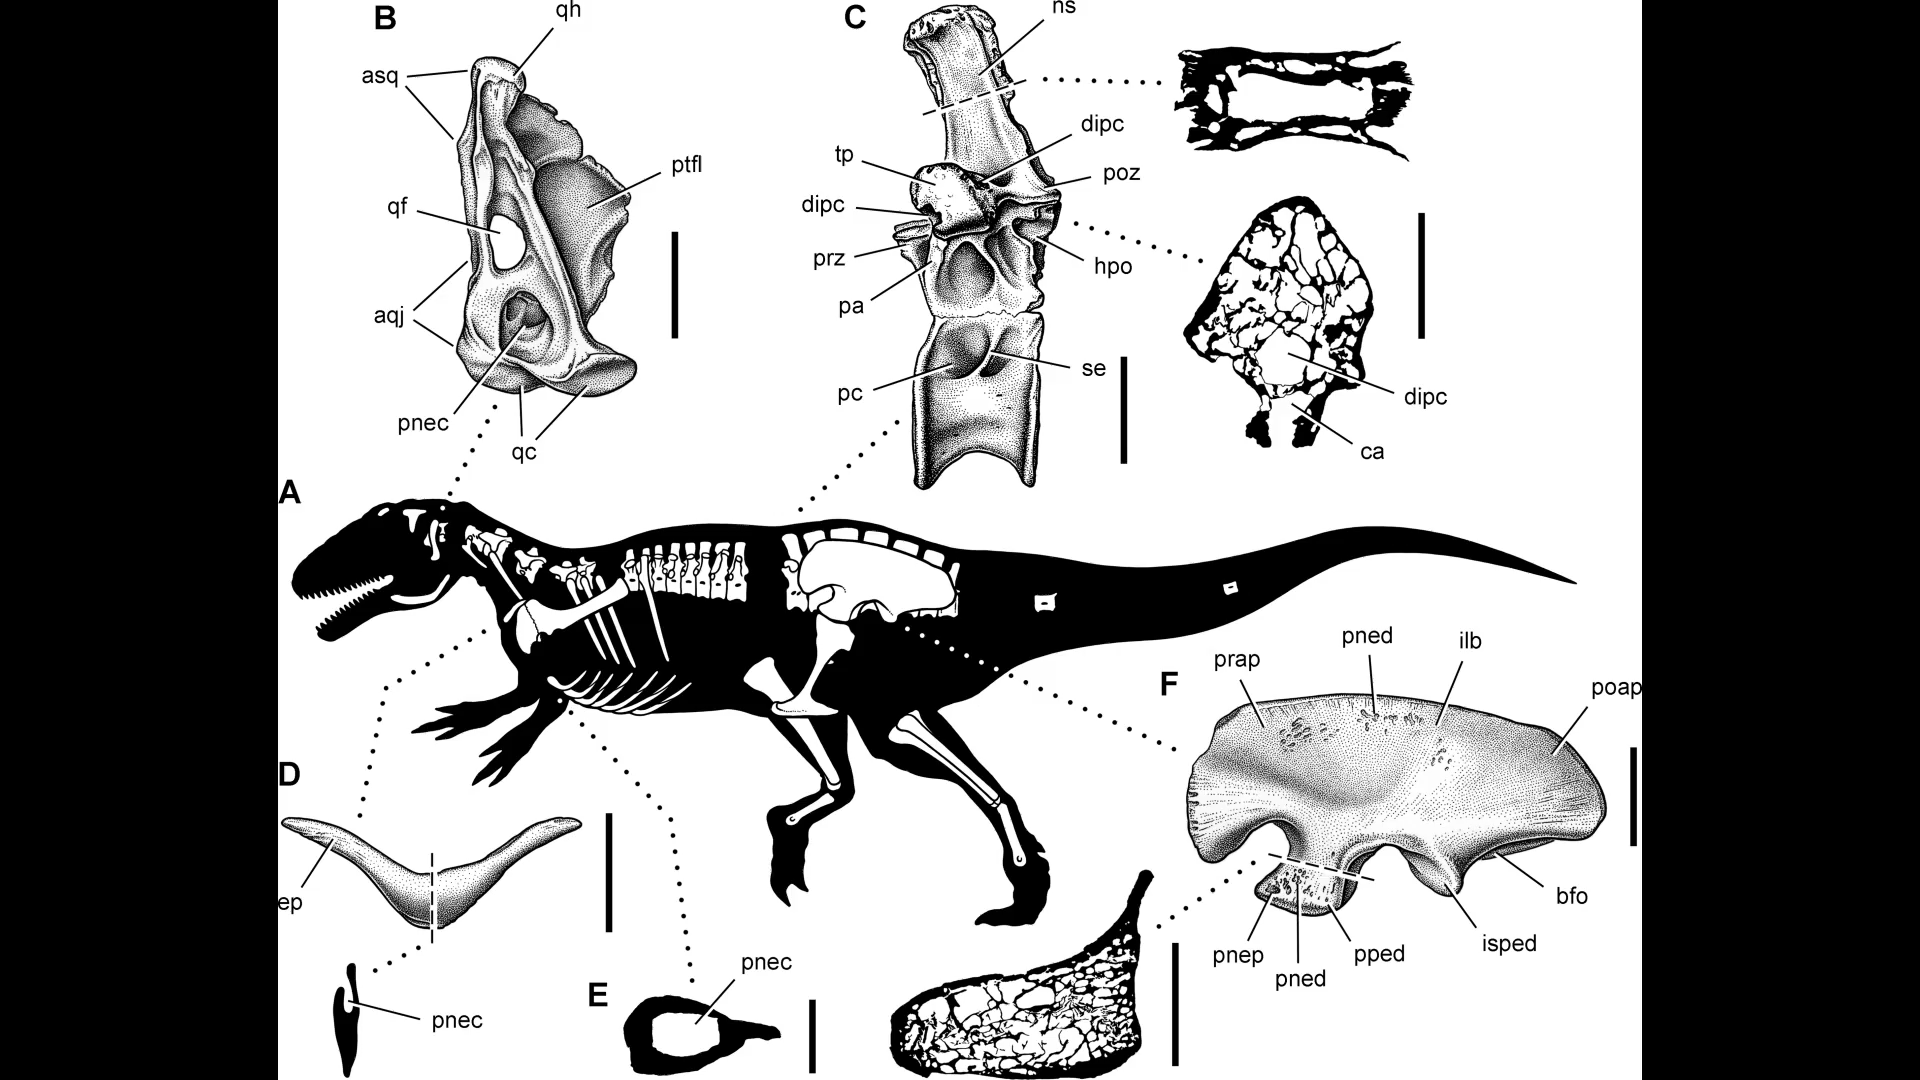 B
qh
asq
ptfl
qf
aqj
pnec
qc
C
ns
dipc
tp
poz
dipc
prz
hpo
pa
se
pc
dipc
ca
A
D
ep
pnec
E
pnec
F
prap
pned
ilb
poap
bfo
isped
pped
pnep
pned